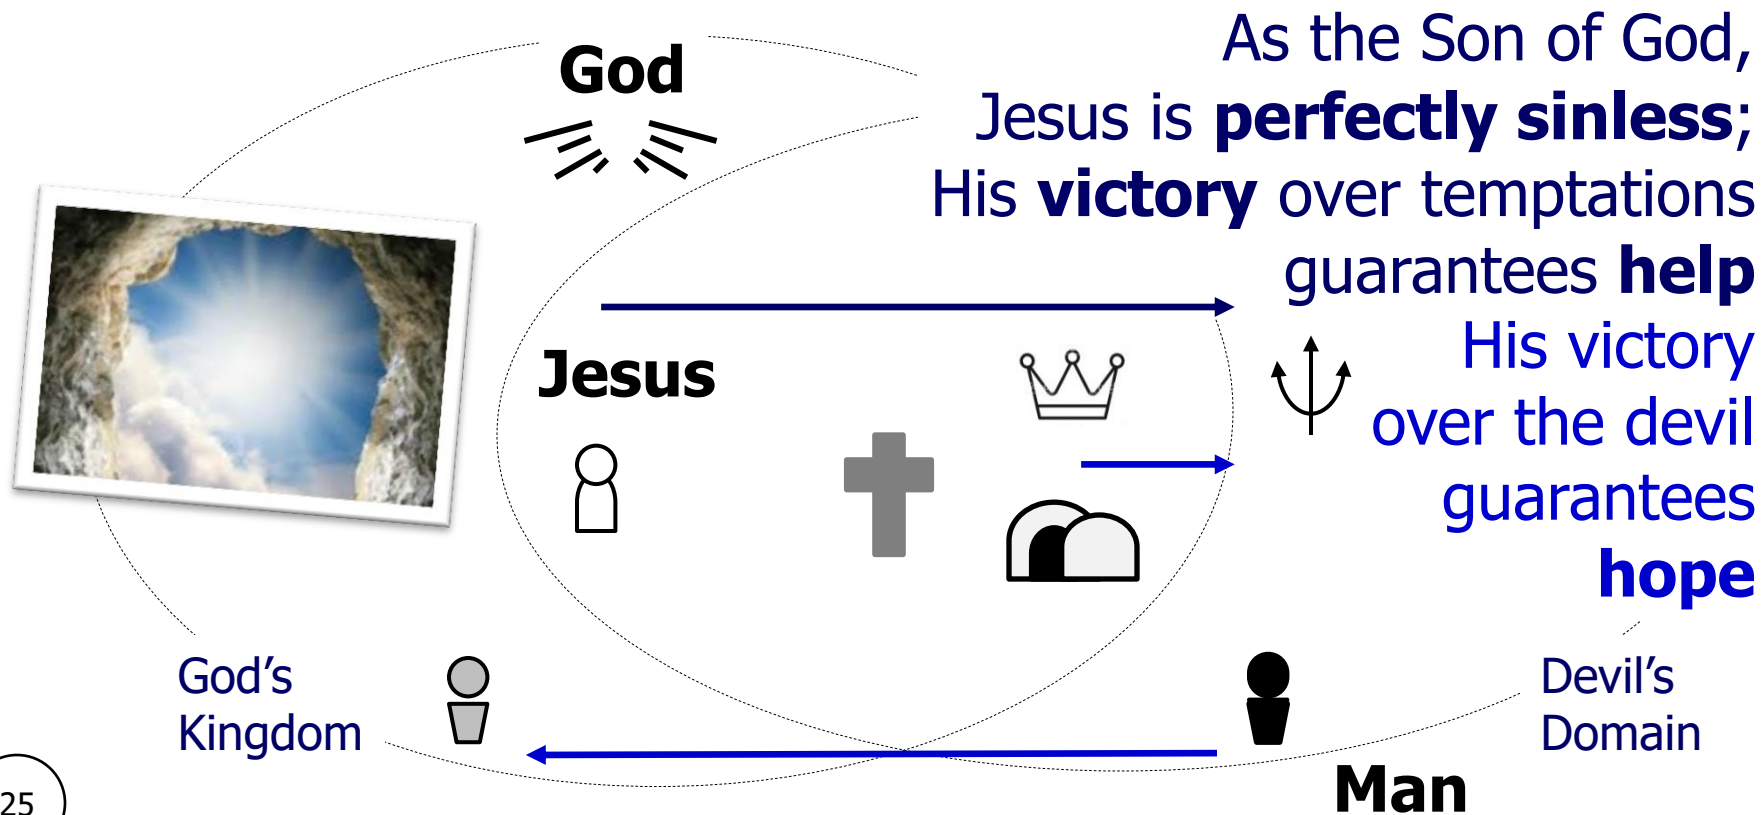 God
As the Son of God,
Jesus is perfectly sinless;
His victory over temptations
guarantees help
His victory
over the devil
guarantees
hope
Jesus
God’s
Kingdom
Devil’s
Domain
Man
25